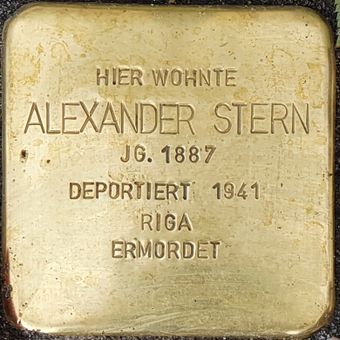 HIER WOHNTE
ALEXANDER STERN
JG. 1887
DEPORTIERT 1941
RIGA
ERMORDET